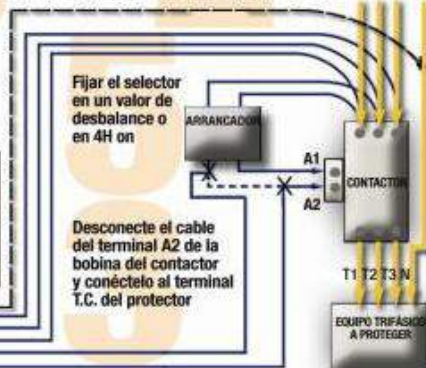 Fijar el selector
en un valor de
desbalance o
en 4H on
ARRANCADOR
A1
CONTACTOR
A2
Desconecte el cable
del terminal A2 de la
bobina del contactor
y conéctelo al terminal
T.C. del protector
T1 T2 T3 N
EQUIPO TRIFÁSICO
A PROTEGER